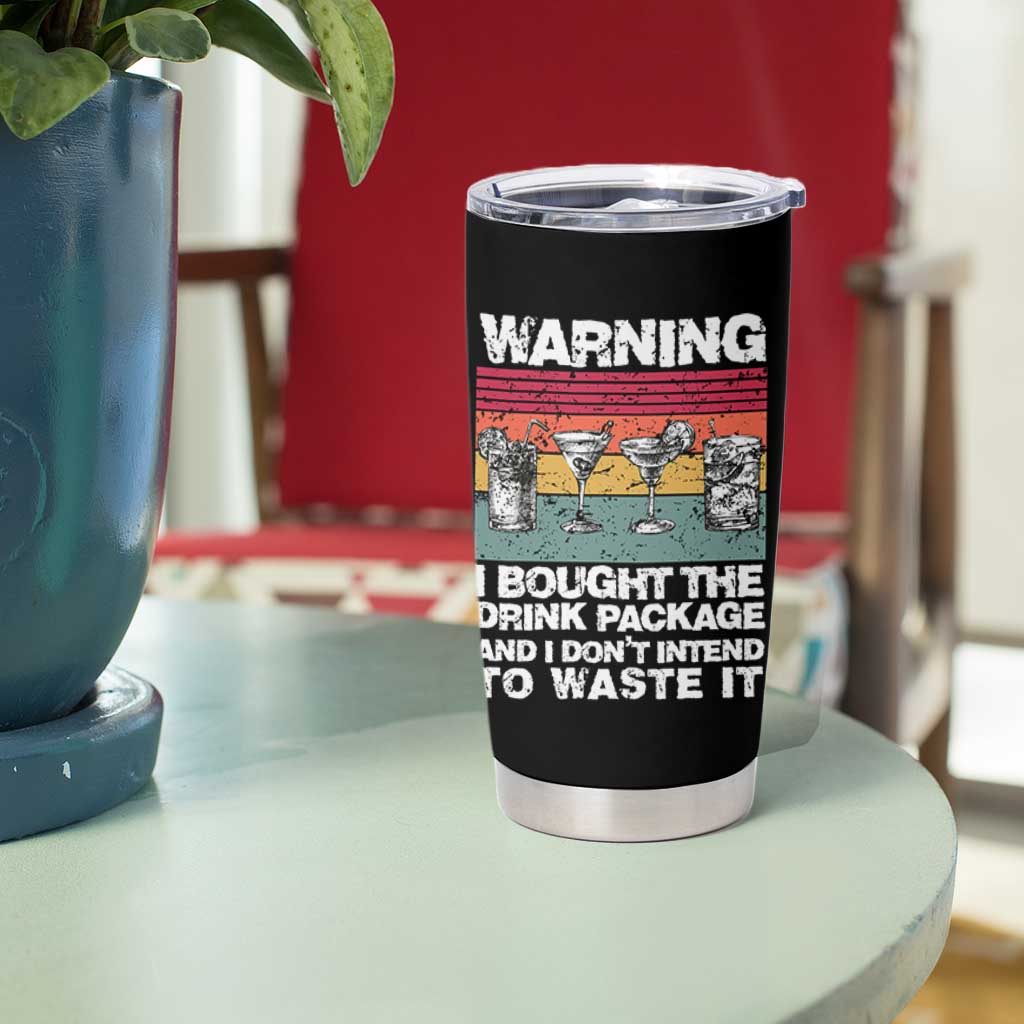 WARNING
I BOUGHT THE
DRINK PACKAGE
AND I DON'T INTEND
TO WASTE IT